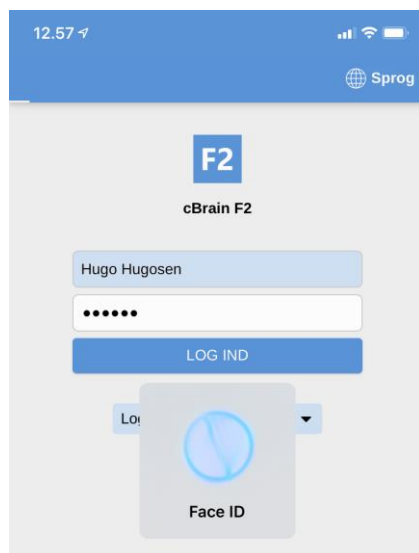 12.57
Sprog
F2
cBrain F2
Hugo Hugosen
••••••
LOG IND
Face ID